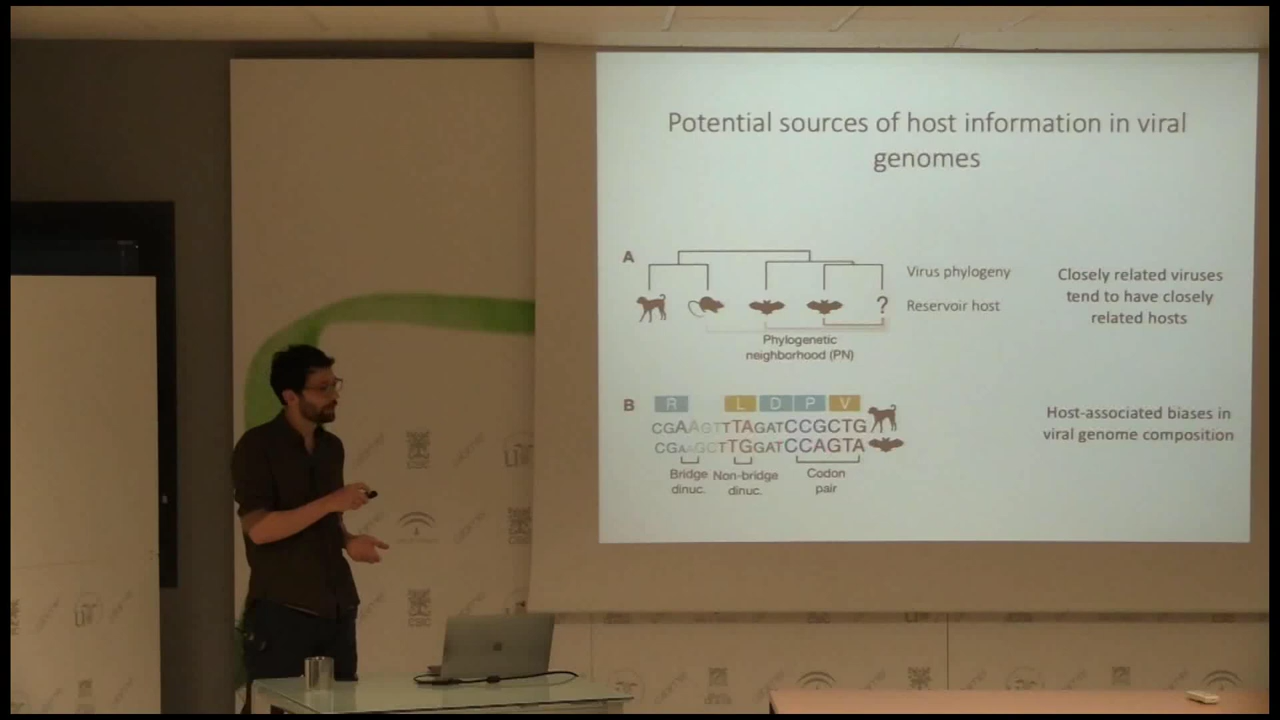 Potential sources of host information in viral
genomes
A
Virus phylogeny
?
Reservoir host
Phylogenetic
neighborhood (PN)
Closely related viruses
tend to have closely
related hosts
B
R L D P V
CGAAGTTTAGATCCGCTG
CGAAGCTTTGGATCCAGTA
Bridge
dinuc.
Non-bridge
dinuc.
Codon
pair
Host-associated biases in
viral genome composition
CSIC